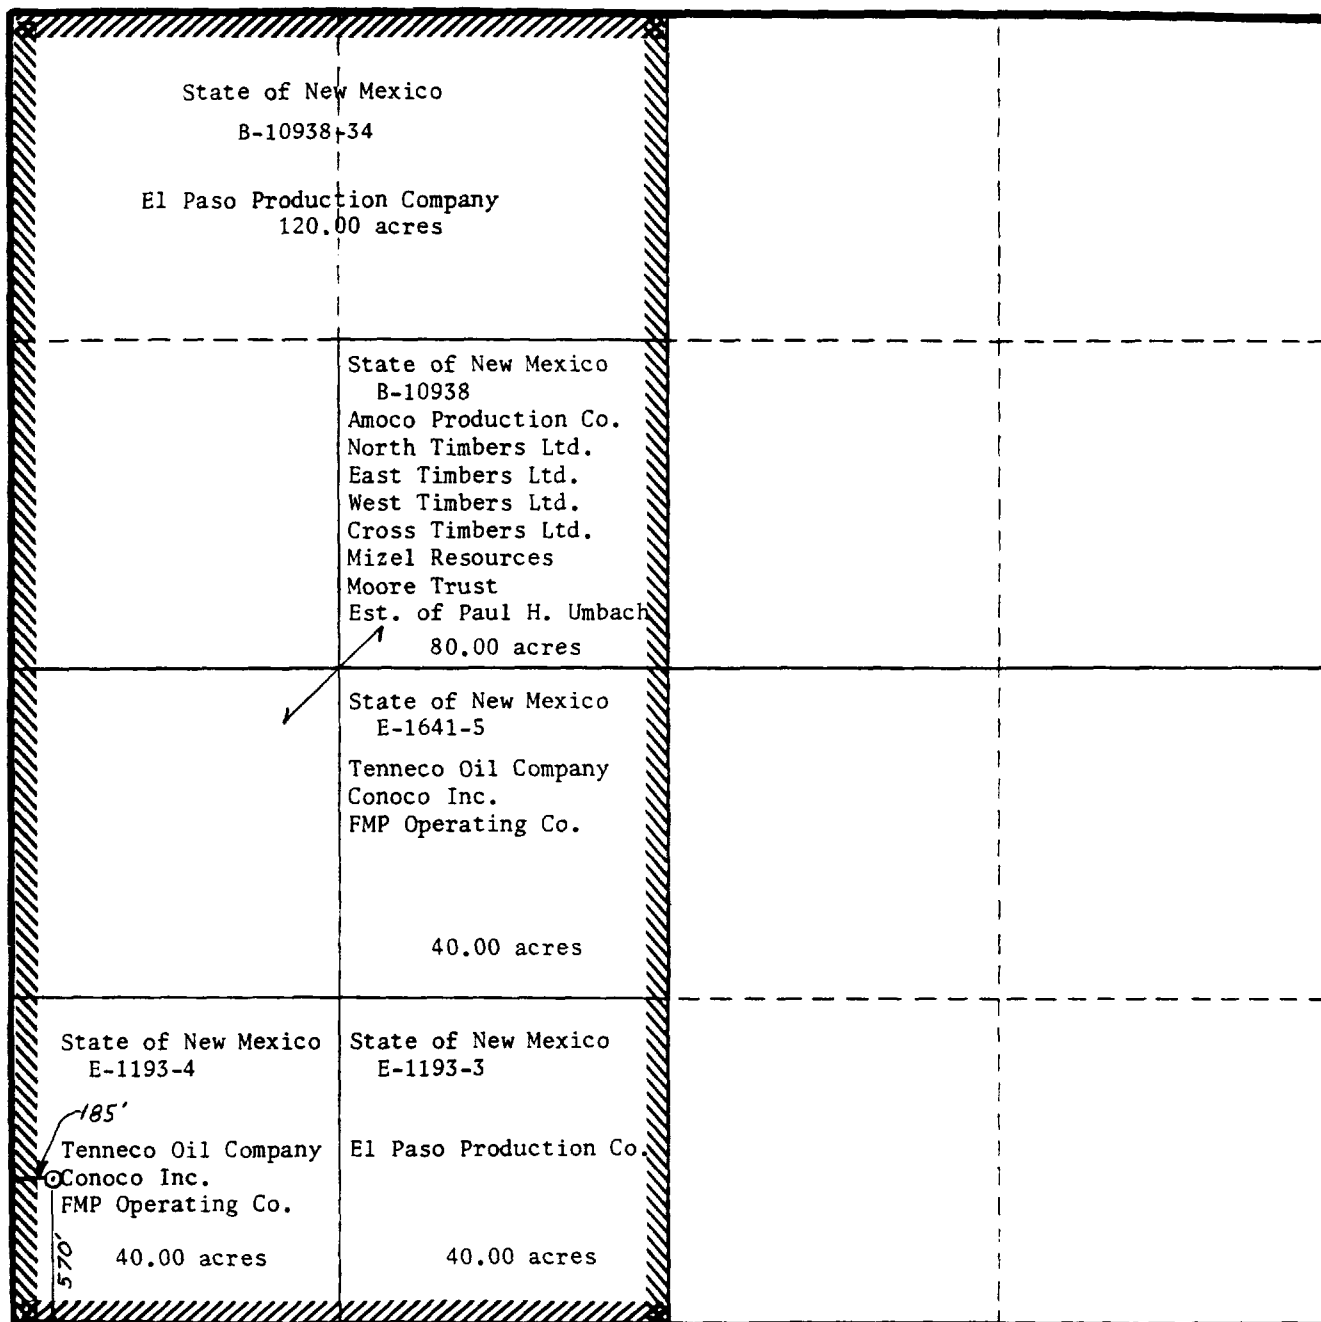 State of New Mexico
B-10938-34
El Paso Production Company
120.00 acres
State of New Mexico
B-10938
Amoco Production Co.
North Timbers Ltd.
East Timbers Ltd.
West Timbers Ltd.
Cross Timbers Ltd.
Mizel Resources
Moore Trust
Est. of Paul H. Umbach
80.00 acres
State of New Mexico
E-1641-5
Tenneco Oil Company
Conoco Inc.
FMP Operating Co.
40.00 acres
State of New Mexico
E-1193-4
185'
Tenneco Oil Company
Conoco Inc.
FMP Operating Co.
570'
40.00 acres
State of New Mexico
E-1193-3
El Paso Production Co.
40.00 acres